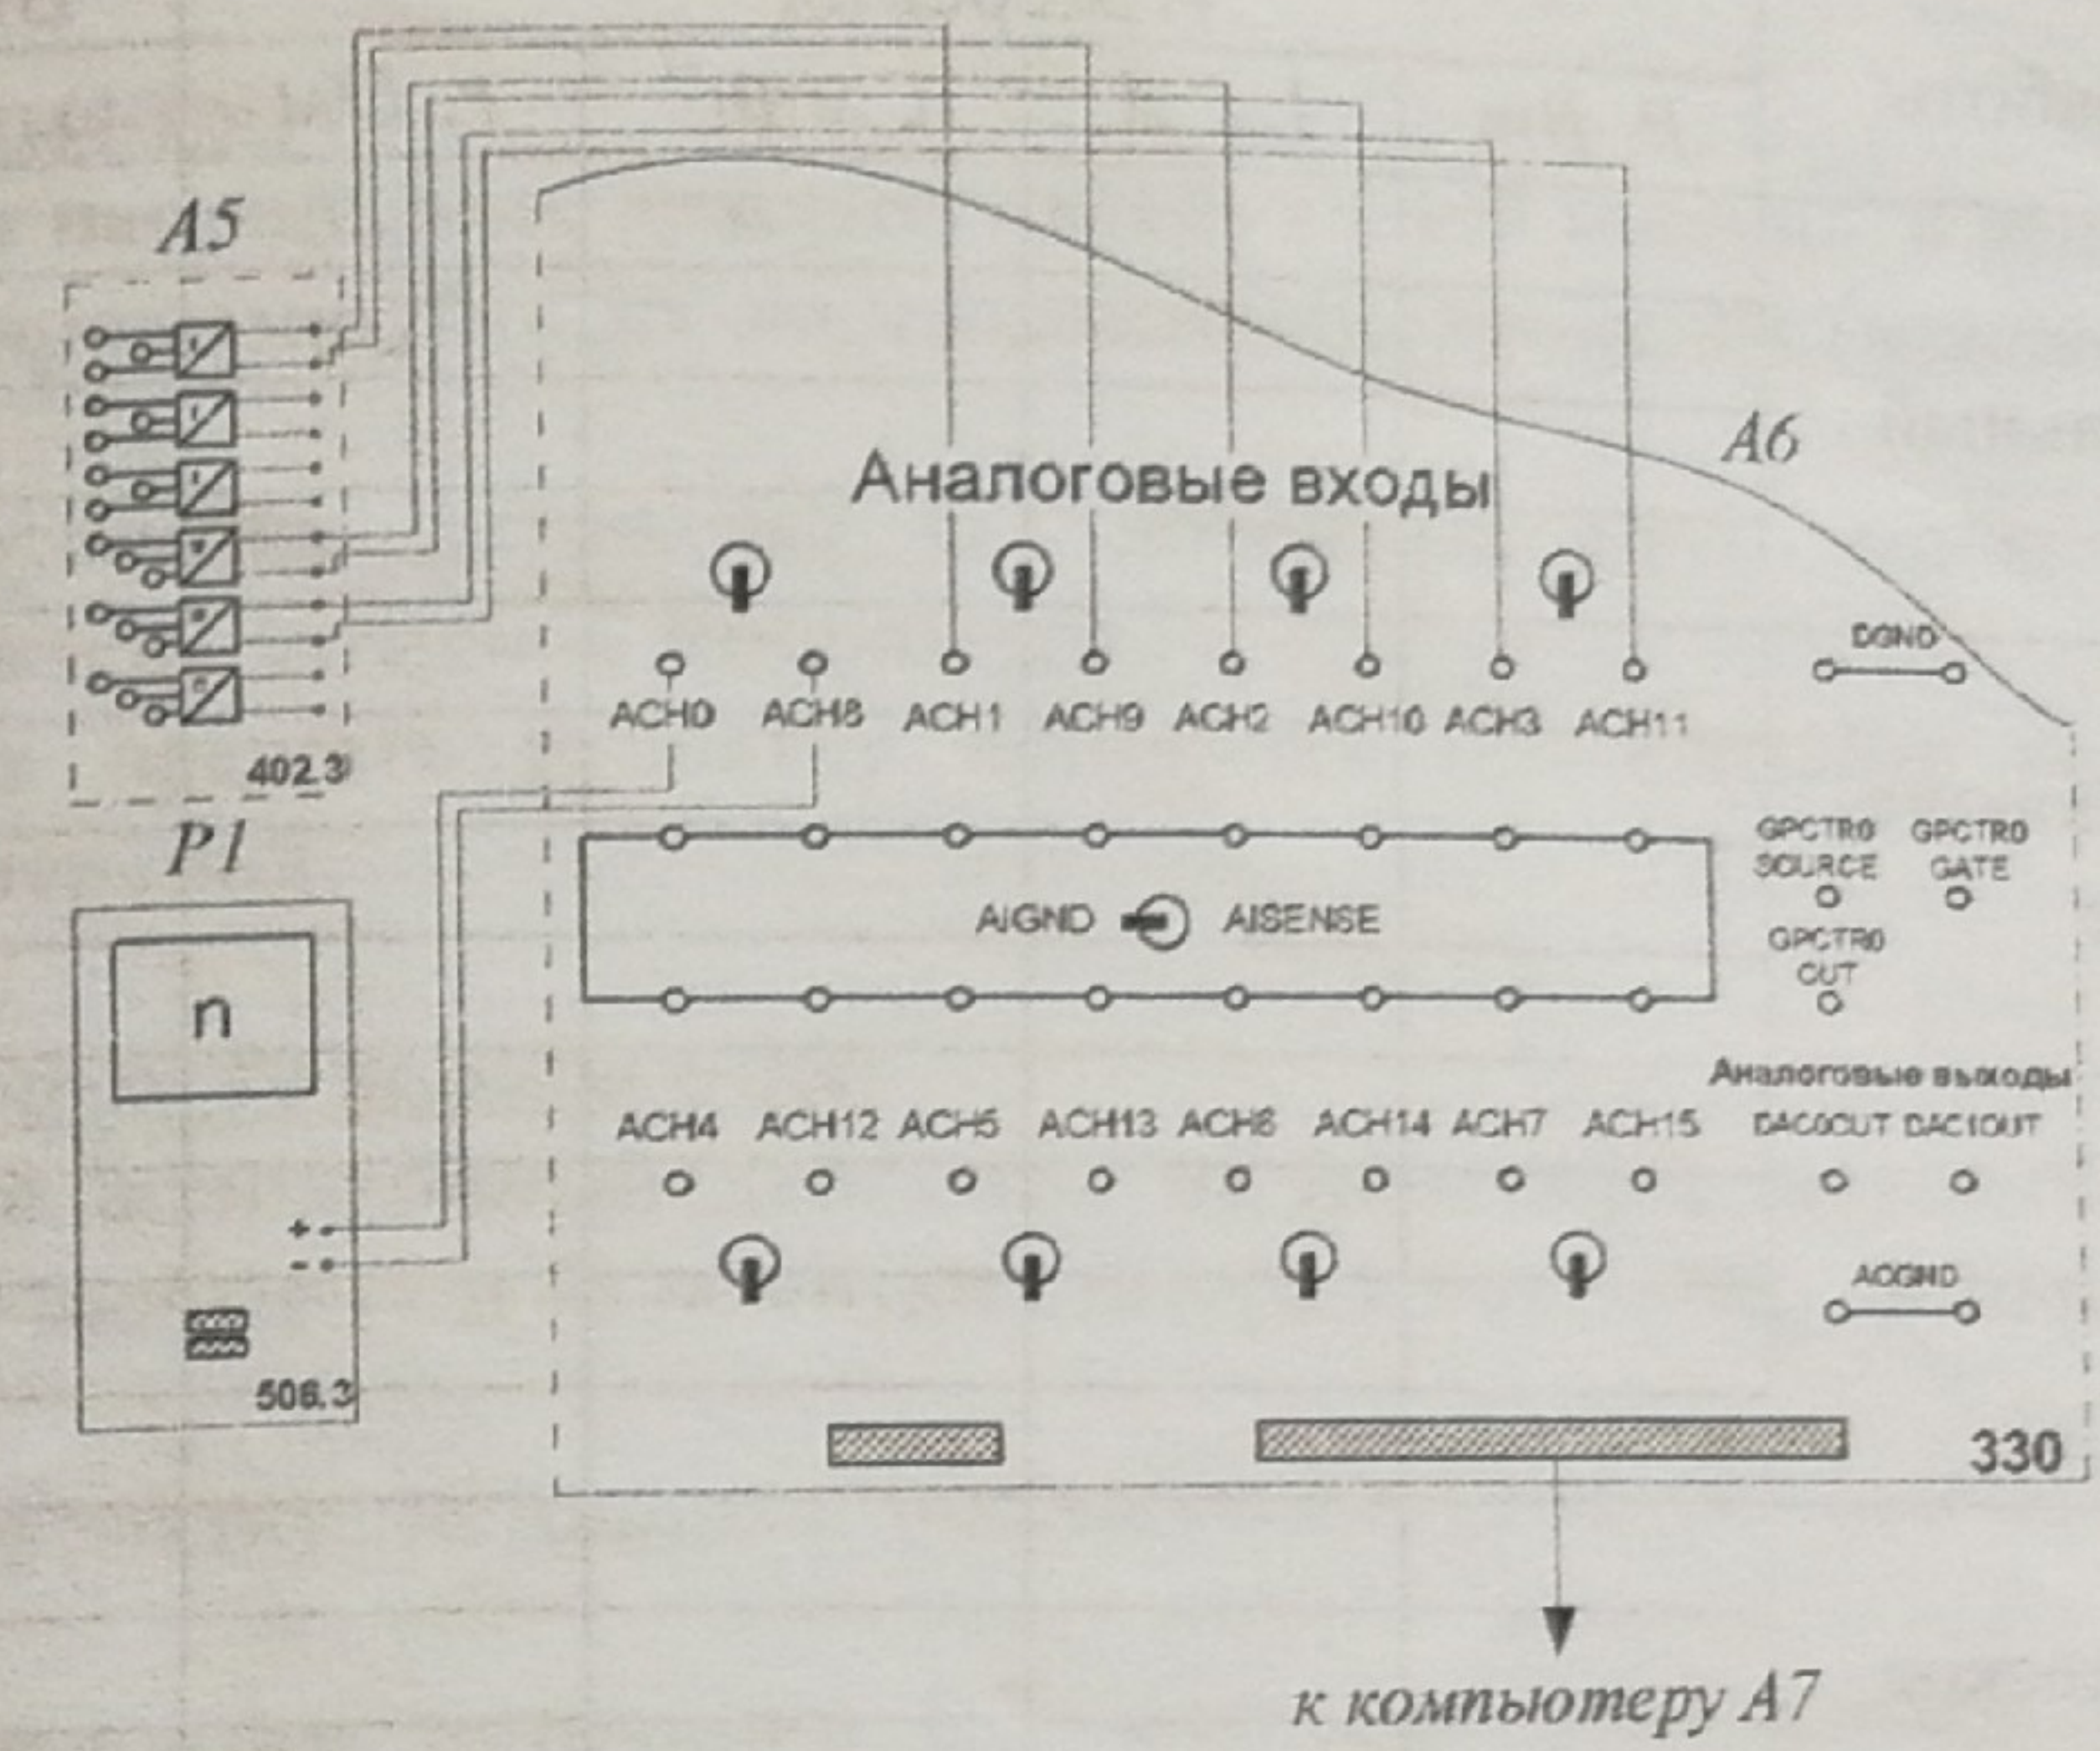 A5
402.3
P1
n
+
-
508.3
A6
Аналоговые входы
ACH0 ACH8 ACH1 ACH9 ACH2 ACH10 ACH3 ACH11
DGND
AIGND AISENSE
GPCTR0 GPCTR0
SOURCE GATE
GPCTR0
OUT
Аналоговые выходы
ACH4 ACH12 ACH5 ACH13 ACH6 ACH14 ACH7 ACH15
DAC0OUT DAC1OUT
AOGND
330
к компьютеру А7